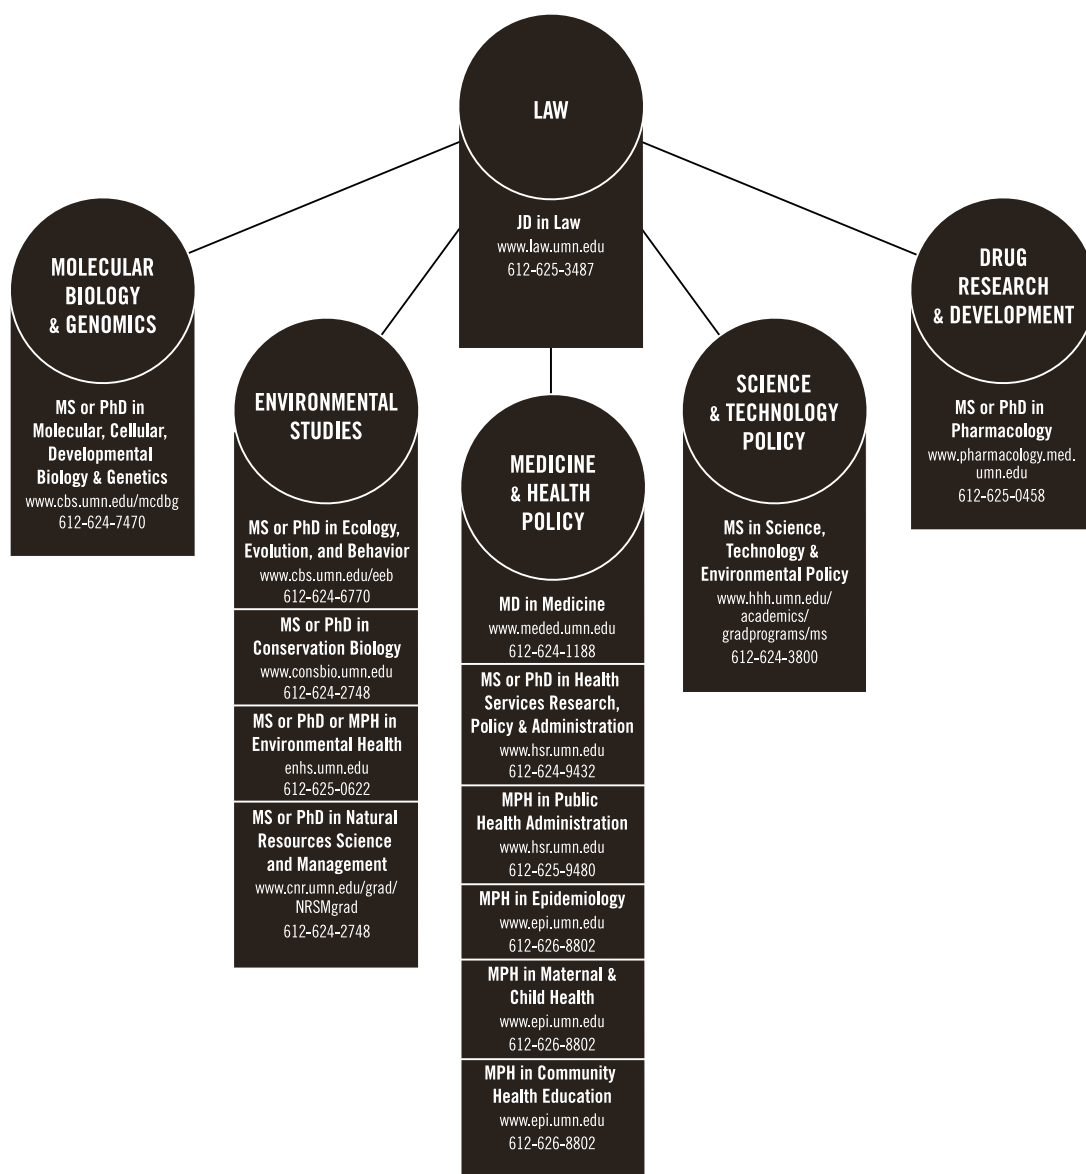 LAW
JD in Law
www.law.umn.edu
612-625-3487
MOLECULAR
BIOLOGY
& GENOMICS
MS or PhD in
Molecular, Cellular,
Developmental
Biology & Genetics
www.cbs.umn.edu/mcdbg
612-624-7470
ENVIRONMENTAL
STUDIES
MS or PhD in Ecology,
Evolution, and Behavior
www.cbs.umn.edu/eeb
612-624-6770
MS or PhD in
Conservation Biology
www.consbio.umn.edu
612-624-2748
MS or PhD or MPH in
Environmental Health
enhs.umn.edu
612-625-0622
MS or PhD in Natural
Resources Science
and Management
www.cnr.umn.edu/grad/
NRSMgrad
612-624-2748
MEDICINE
& HEALTH
POLICY
MD in Medicine
www.meded.umn.edu
612-624-1188
MS or PhD in Health
Services Research,
Policy & Administration
www.hsr.umn.edu
612-624-9432
MPH in Public
Health Administration
www.hsr.umn.edu
612-625-9480
MPH in Epidemiology
www.epi.umn.edu
612-626-8802
MPH in Maternal &
Child Health
www.epi.umn.edu
612-626-8802
MPH in Community
Health Education
www.epi.umn.edu
612-626-8802
SCIENCE
& TECHNOLOGY
POLICY
MS in Science,
Technology &
Environmental Policy
www.hhh.umn.edu/
academics/
gradprograms/ms
612-624-3800
DRUG
RESEARCH
& DEVELOPMENT
MS or PhD in
Pharmacology
www.pharmacology.med.
umn.edu
612-625-0458